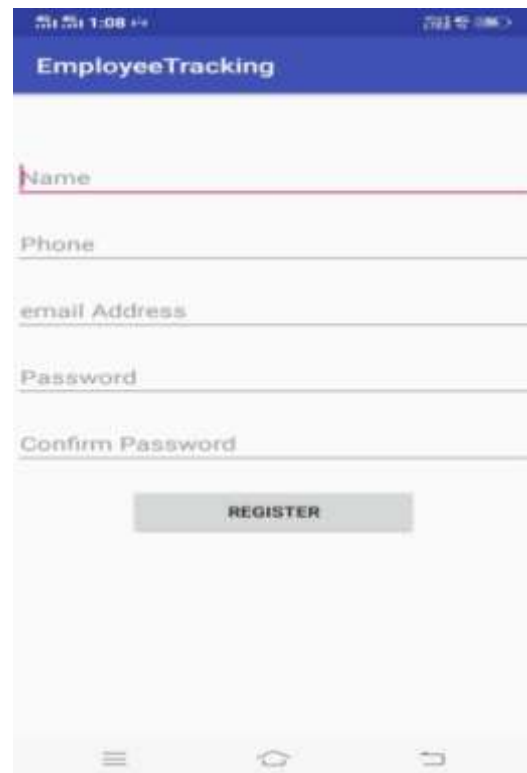 1:08
EmployeeTracking
Name
Phone
email Address
Password
Confirm Password
REGISTER